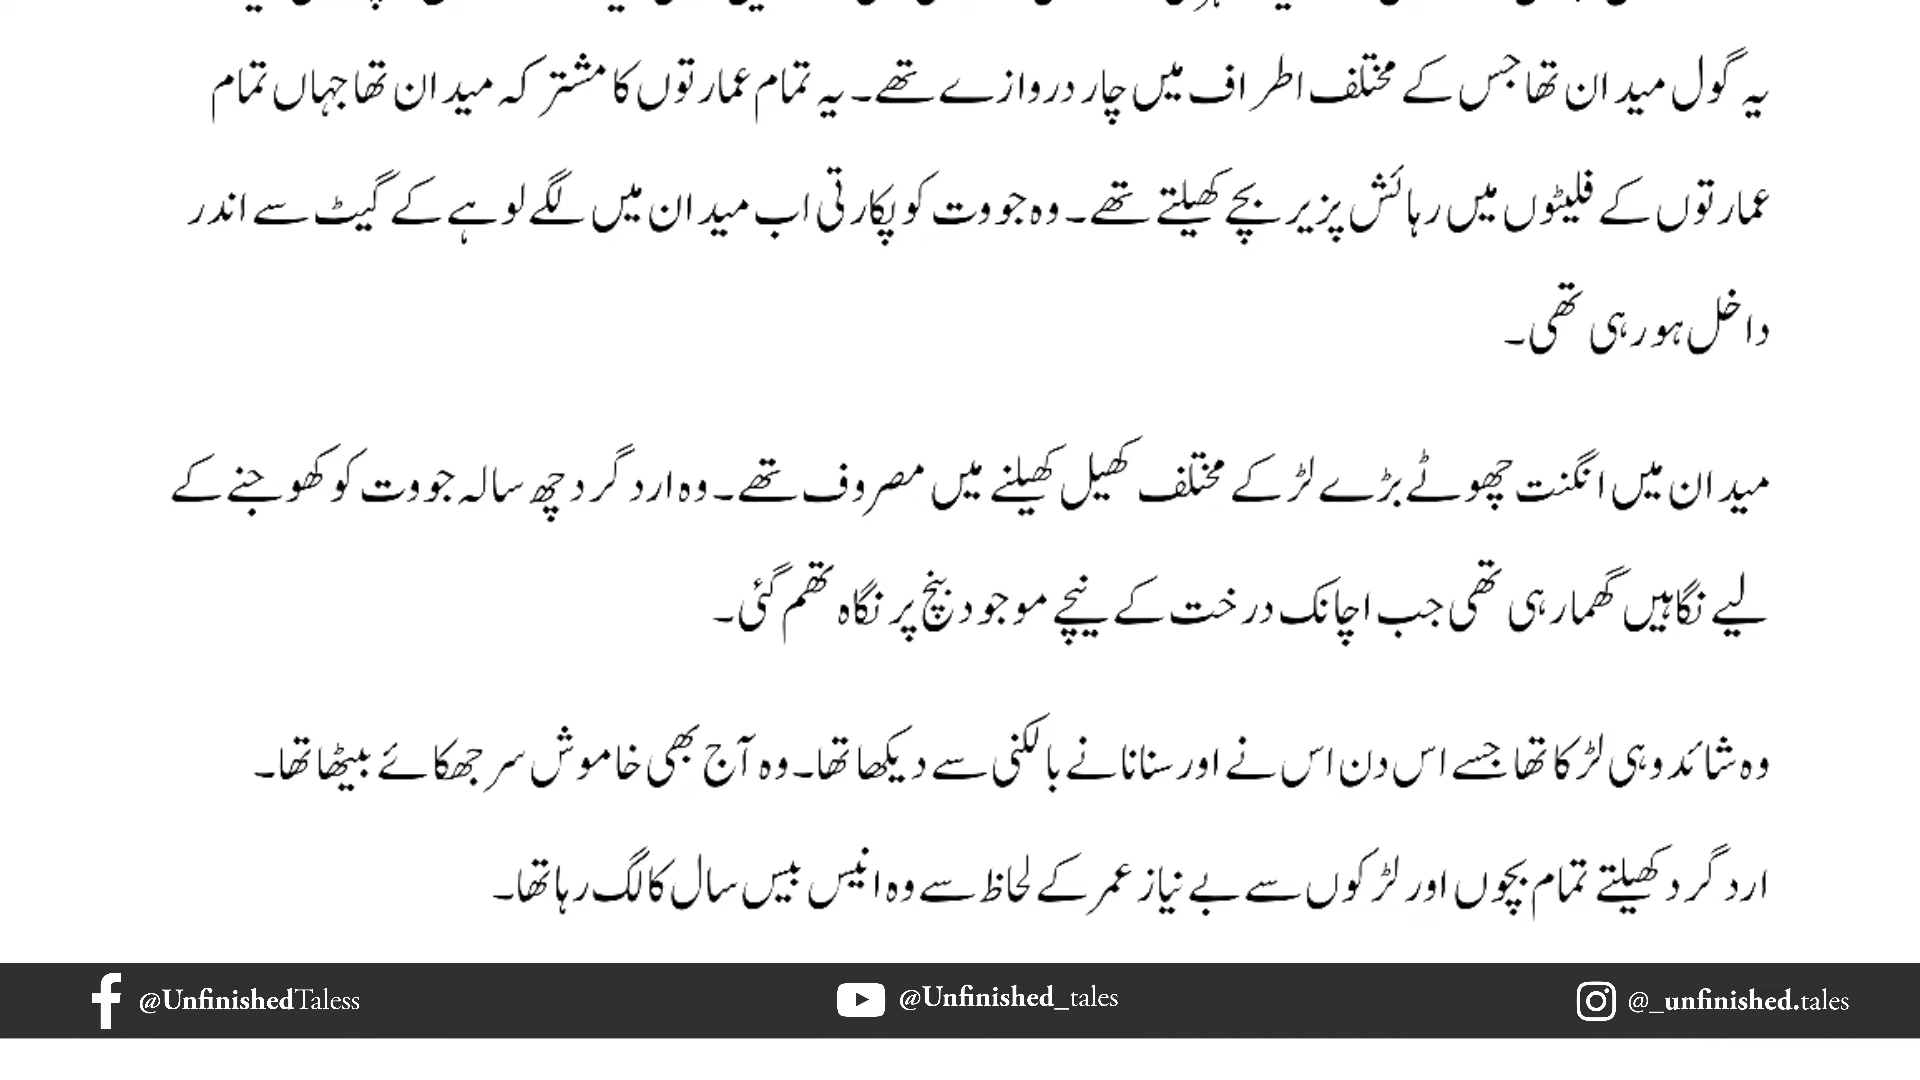 یہ گول میدان تھا جس کے مختلف اطراف میں چار دروازے تھے۔ یہ تمام عمارتوں کا مشترکہ میدان تھا جہاں تمام
عمارتوں کے فلیٹوں میں رہائش پزیر بچے کھیلتے تھے۔ وہ جووت کو پکارتی اب میدان میں لگے لوہے کے گیٹ سے اندر
داخل ہو رہی تھی۔
میدان میں انگنت چھوٹے بڑے لڑکے مختلف کھیل کھیلنے میں مصروف تھے۔ وہ ارد گرد چھ سالہ جووت کو کھوجنے کے
لیے نگاہیں گھما رہی تھی جب اچانک درخت کے نیچے موجود بنچ پر نگاہ تھم گئی۔
وہ شائد وہی لڑکا تھا جسے اس دن اس نے اور سنانا نے بالکنی سے دیکھا تھا۔ وہ آج بھی خاموش سر جھکائے بیٹھا تھا۔
ارد گرد کھیلتے تمام بچوں اور لڑکوں سے بے نیاز عمر کے لحاظ سے وہ انیس بیس سال کا لگ رہا تھا۔
@UnfinishedTaless @Unfinished_tales @_unfinished.tales